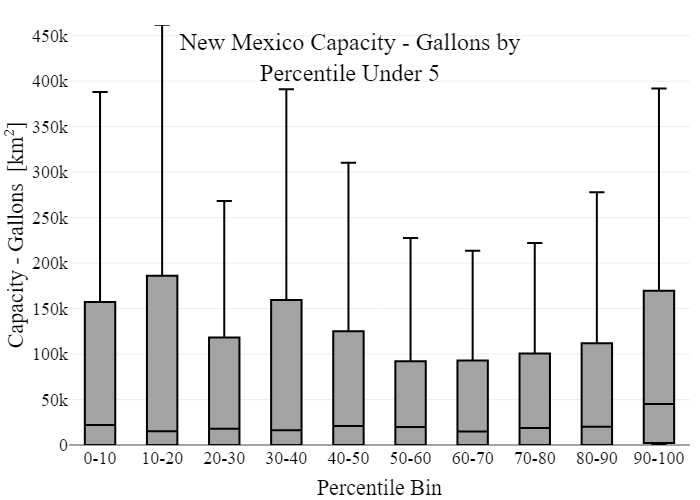 New Mexico Capacity - Gallons by
Percentile Under 5
Capacity - Gallons [km²]
450k
400k
350k
300k
250k
200k
150k
100k
50k
0
0-10 10-20 20-30 30-40 40-50 50-60 60-70 70-80 80-90 90-100
Percentile Bin